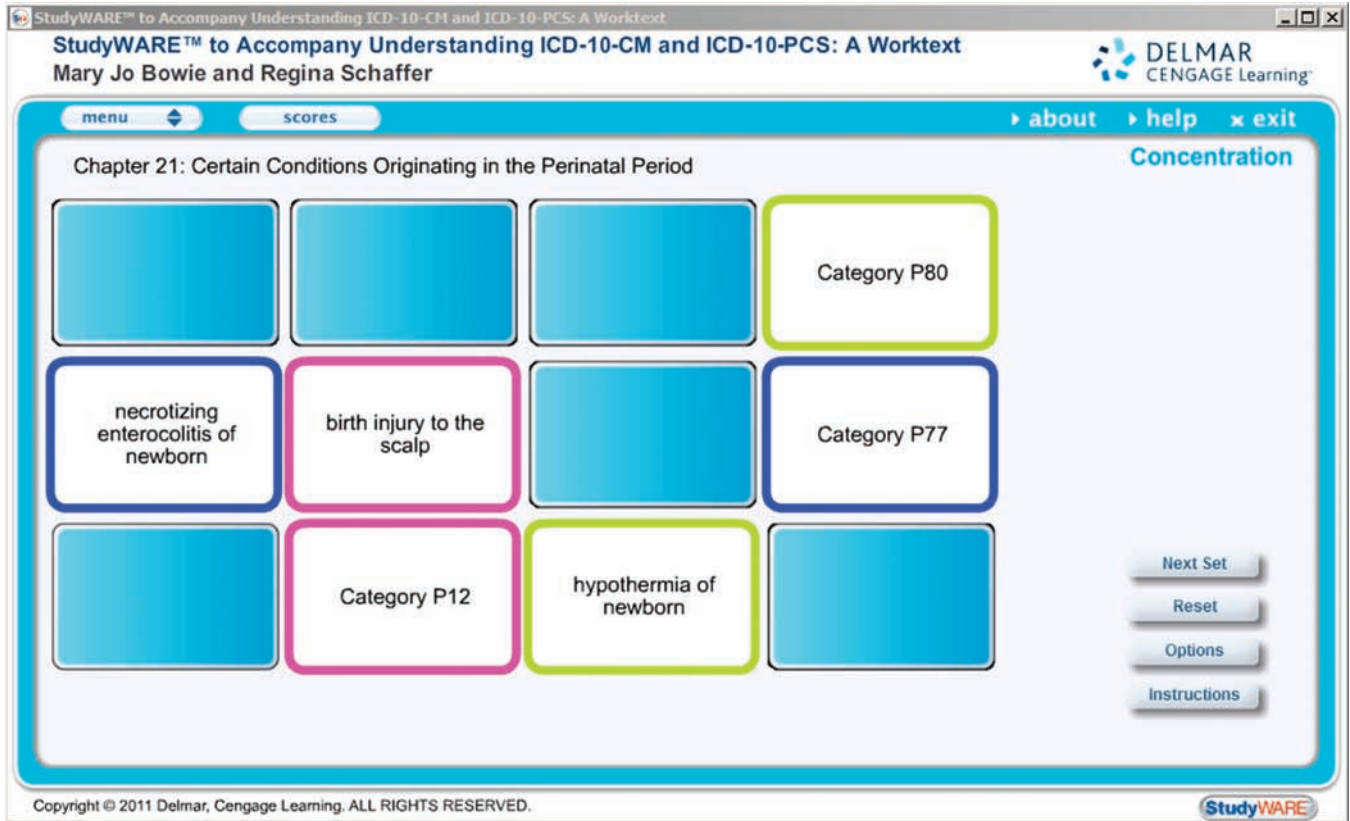 StudyWARE™ to Accompany Understanding ICD-10-CM and ICD-10-PCS: A Worktext
StudyWARE™ to Accompany Understanding ICD-10-CM and ICD-10-PCS: A Worktext
Mary Jo Bowie and Regina Schaffer
DELMAR
CENGAGE Learning™
menu
scores
about
help
exit
Chapter 21: Certain Conditions Originating in the Perinatal Period
Concentration
Category P80
necrotizing
enterocolitis of
newborn
birth injury to the
scalp
Category P77
Category P12
hypothermia of
newborn
Next Set
Reset
Options
Instructions
Copyright © 2011 Delmar, Cengage Learning. ALL RIGHTS RESERVED.
StudyWARE